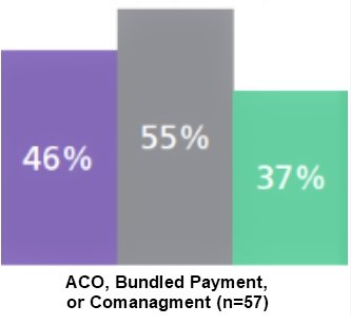 46%
55%
37%
ACO, Bundled Payment,
or Comanagment (n=57)